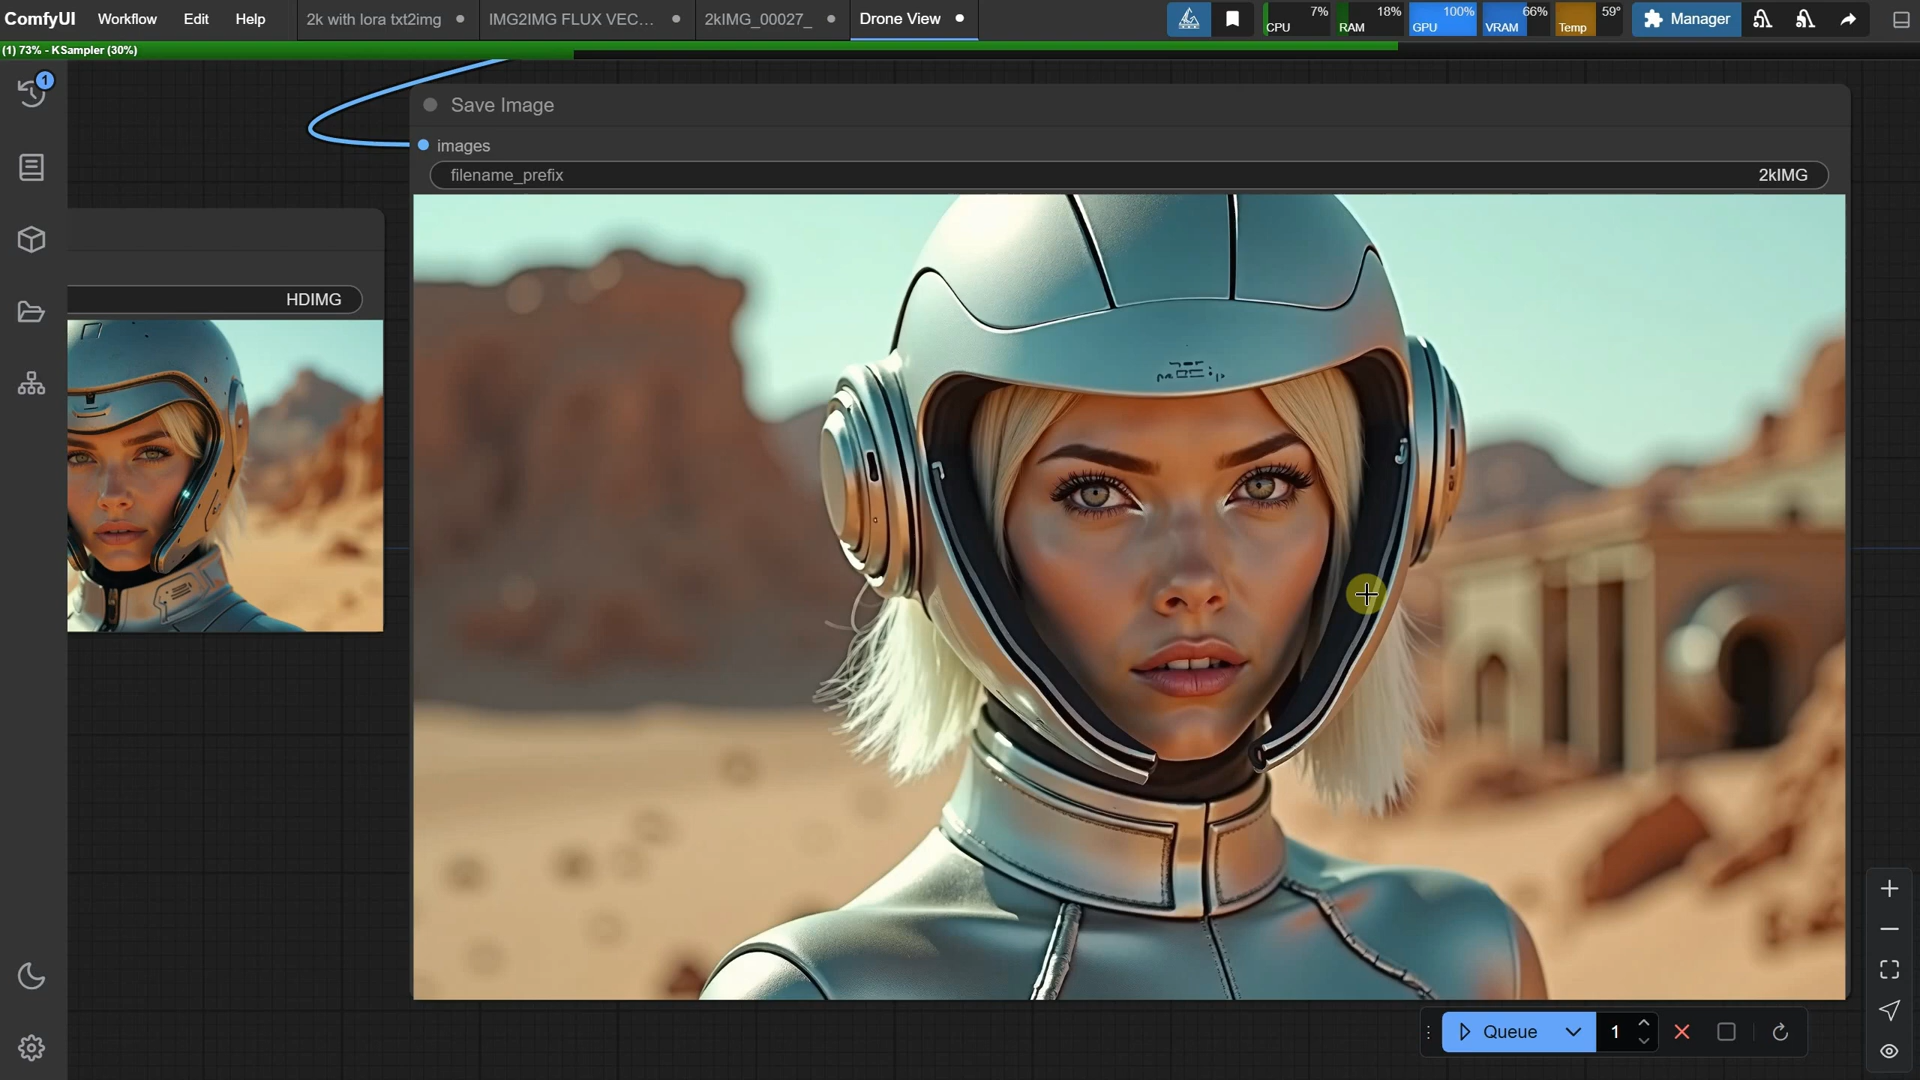 ComfyUI Workflow Edit Help 2k with lora txt2img IMG2IMG FLUX VEC... 2kIMG_00027_ Drone View
CPU 7% RAM 18% GPU 100% VRAM 66% Temp 59° Manager
(1) 73% - KSampler (30%)
1
Save Image
images
filename_prefix 2kIMG
HDIMG
Queue 1